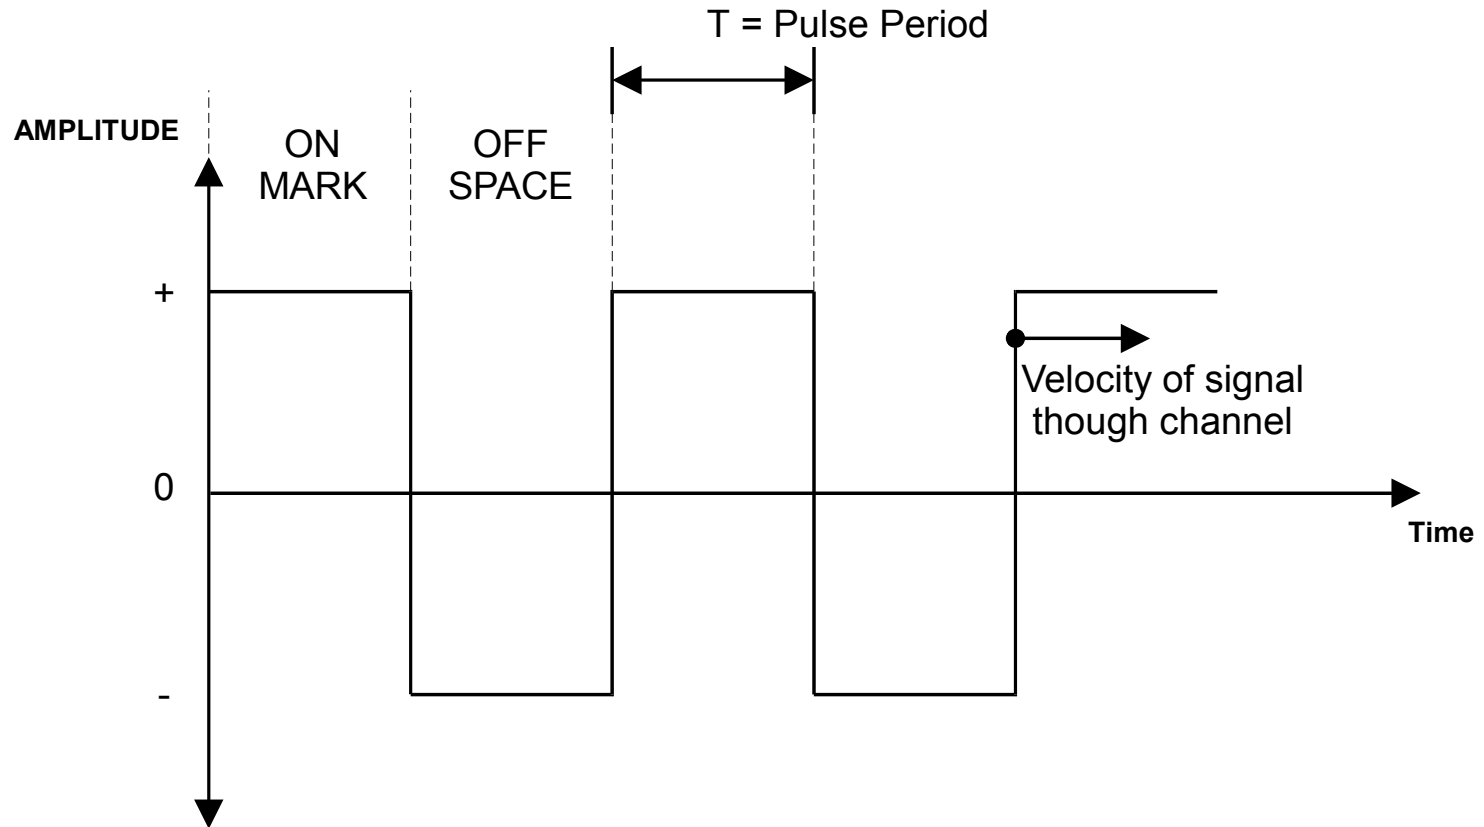 T = Pulse Period
AMPLITUDE
ON
MARK
OFF
SPACE
+
Velocity of signal
though channel
0
Time
-